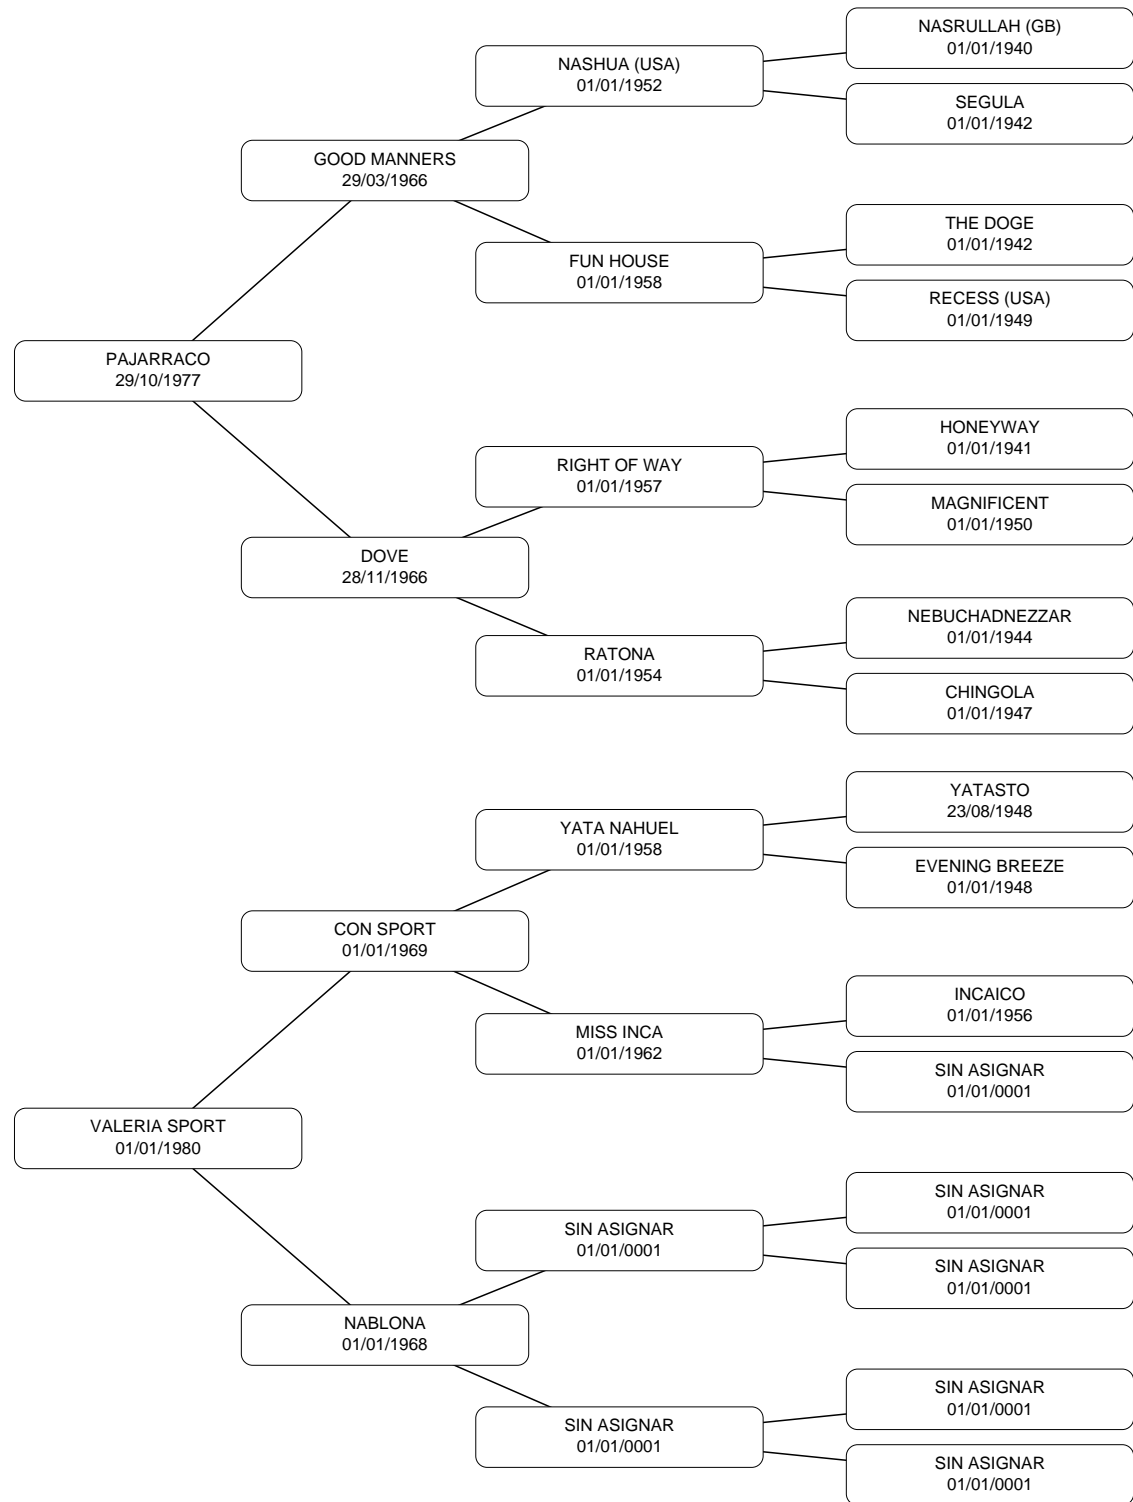 NASRULLAH (GB)
01/01/1940
NASHUA (USA)
01/01/1952
SEGULA
01/01/1942
GOOD MANNERS
29/03/1966
THE DOGE
01/01/1942
FUN HOUSE
01/01/1958
RECESS (USA)
01/01/1949
PAJARRACO
29/10/1977
HONEYWAY
01/01/1941
RIGHT OF WAY
01/01/1957
MAGNIFICENT
01/01/1950
DOVE
28/11/1966
NEBUCHADNEZZAR
01/01/1944
RATONA
01/01/1954
CHINGOLA
01/01/1947
YATASTO
23/08/1948
YATA NAHUEL
01/01/1958
EVENING BREEZE
01/01/1948
CON SPORT
01/01/1969
INCAICO
01/01/1956
MISS INCA
01/01/1962
SIN ASIGNAR
01/01/0001
VALERIA SPORT
01/01/1980
SIN ASIGNAR
01/01/0001
SIN ASIGNAR
01/01/0001
SIN ASIGNAR
01/01/0001
NABLONA
01/01/1968
SIN ASIGNAR
01/01/0001
SIN ASIGNAR
01/01/0001
SIN ASIGNAR
01/01/0001